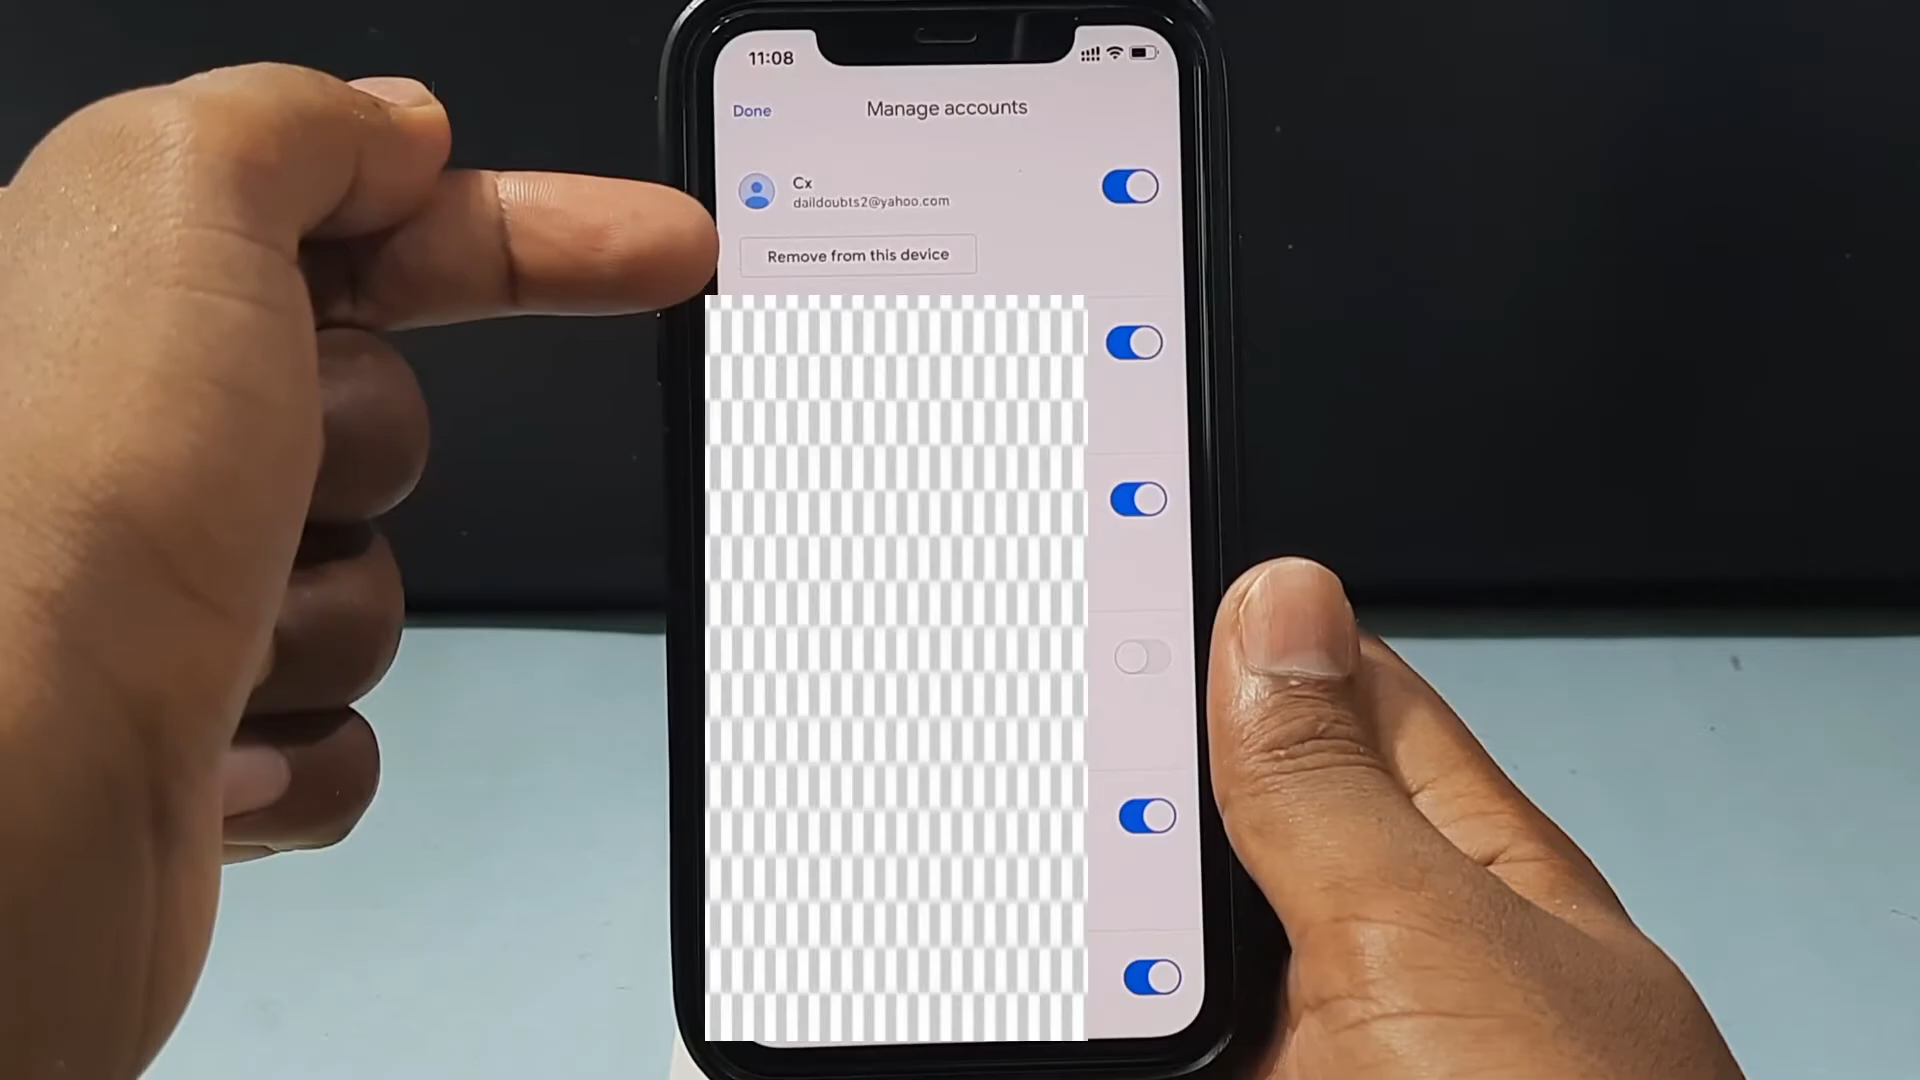 11:08
Done
Manage accounts
Cx
daildoubts2@yahoo.com
Remove from this device